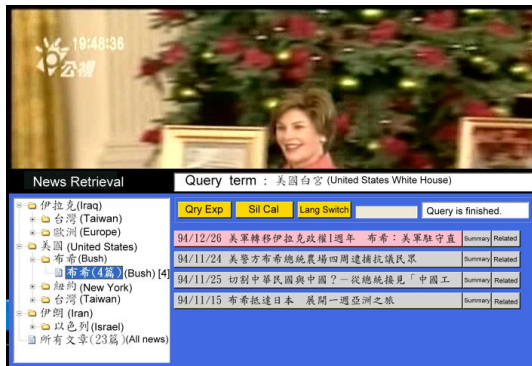 19:48:36
公視
News Retrieval
Query term : 美國白宮 (United States White House)
伊拉克(Iraq)
台灣 (Taiwan)
歐洲 (Europe)
美國 (United States)
布希(Bush)
布希(4篇) (Bush) [4]
紐約 (New York)
台灣 (Taiwan)
伊朗 (Iran)
以色列(Israel)
所有文章(23篇)(All news)
Qry Exp Sil Cal Lang Switch Query is finished.
94/12/26 美軍轉移伊拉克政權1週年 布希：美軍駐守直 Summary Related
94/11/24 美警方布希總統農場四周逮捕抗議民眾 Summary Related
94/11/25 切割中華民國與中國？－從總統接見「中國工 Summary Related
94/11/15 布希抵達日本 展開一週亞洲之旅 Summary Related